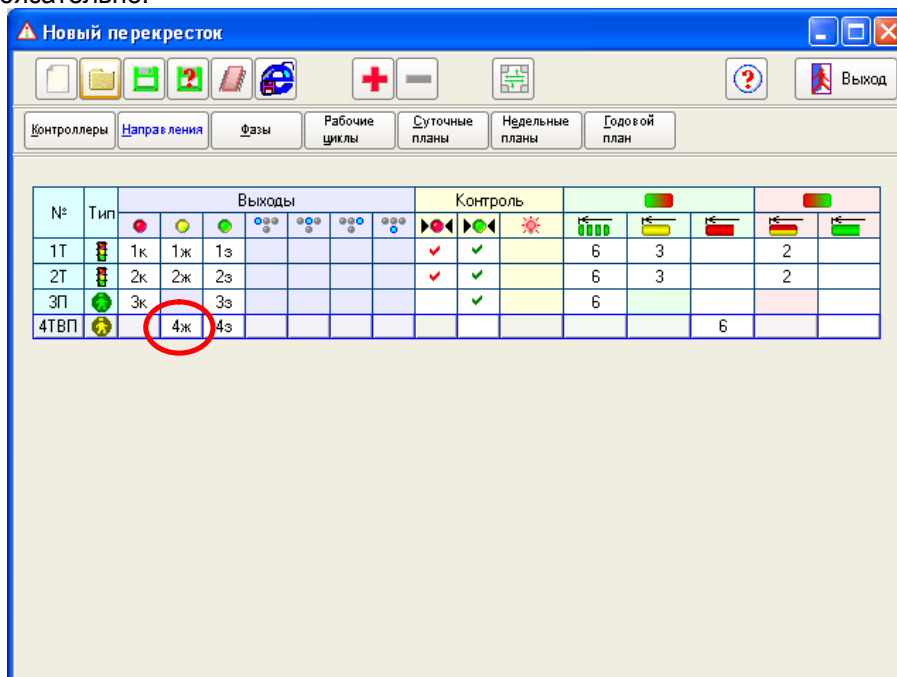 Новый перекресток
Выход
Контроллеры Направления Фазы Рабочие циклы Суточные планы Недельные планы Годовой план
№ Тип Выходы Контроль
1Т 1к 1ж 1з 6 3 2
2Т 2к 2ж 2з 6 3 2
3П 3к 3з 6
4ТВП 4ж 4з 6